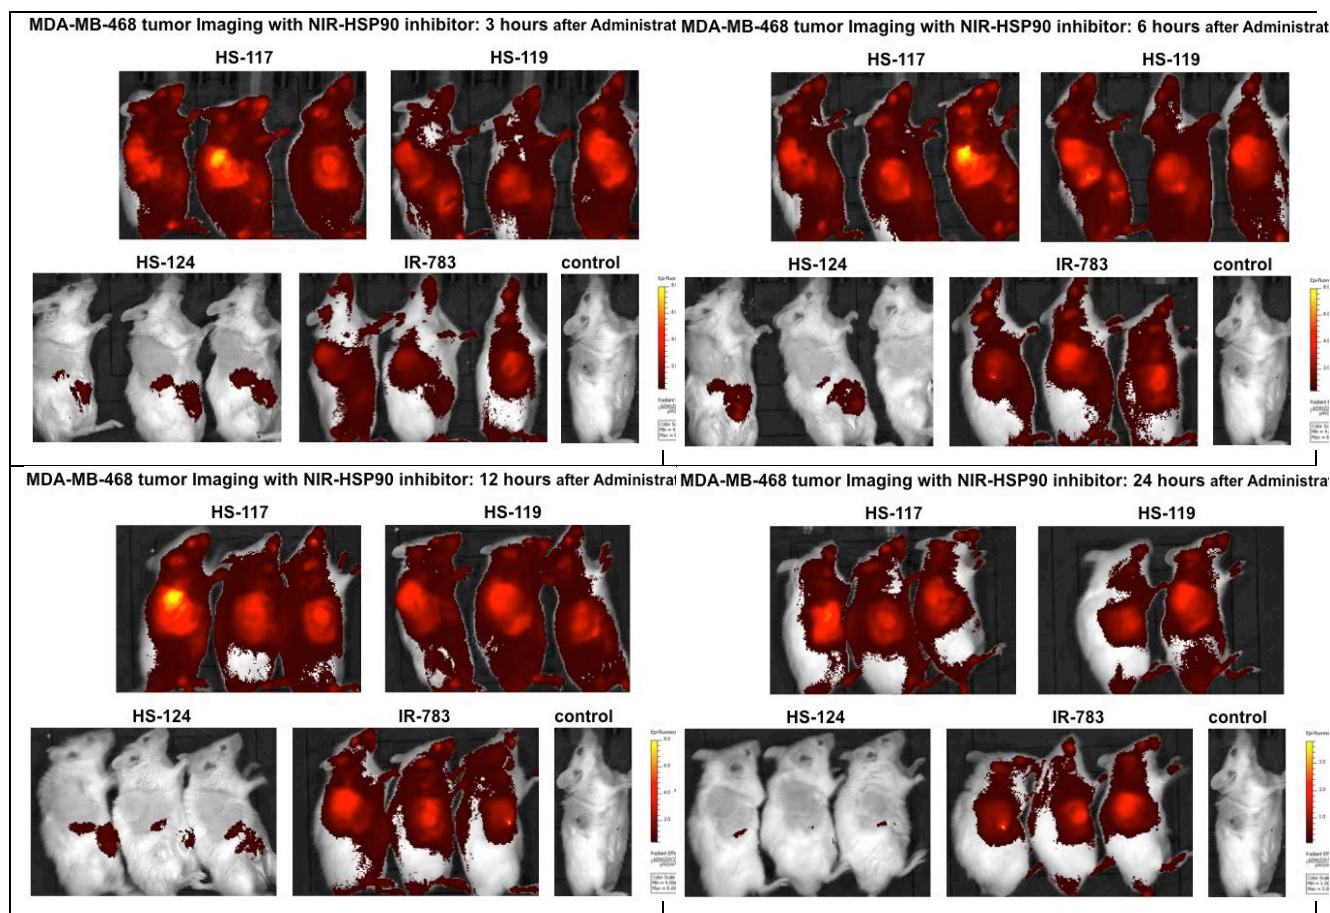 MDA-MB-468 tumor Imaging with NIR-HSP90 inhibitor: 3 hours after Administrat
HS-117 HS-119
HS-124 IR-783 control
MDA-MB-468 tumor Imaging with NIR-HSP90 inhibitor: 6 hours after Administrat
HS-117 HS-119
HS-124 IR-783 control
MDA-MB-468 tumor Imaging with NIR-HSP90 inhibitor: 12 hours after Administrat
HS-117 HS-119
HS-124 IR-783 control
MDA-MB-468 tumor Imaging with NIR-HSP90 inhibitor: 24 hours after Administrat
HS-117 HS-119
HS-124 IR-783 control